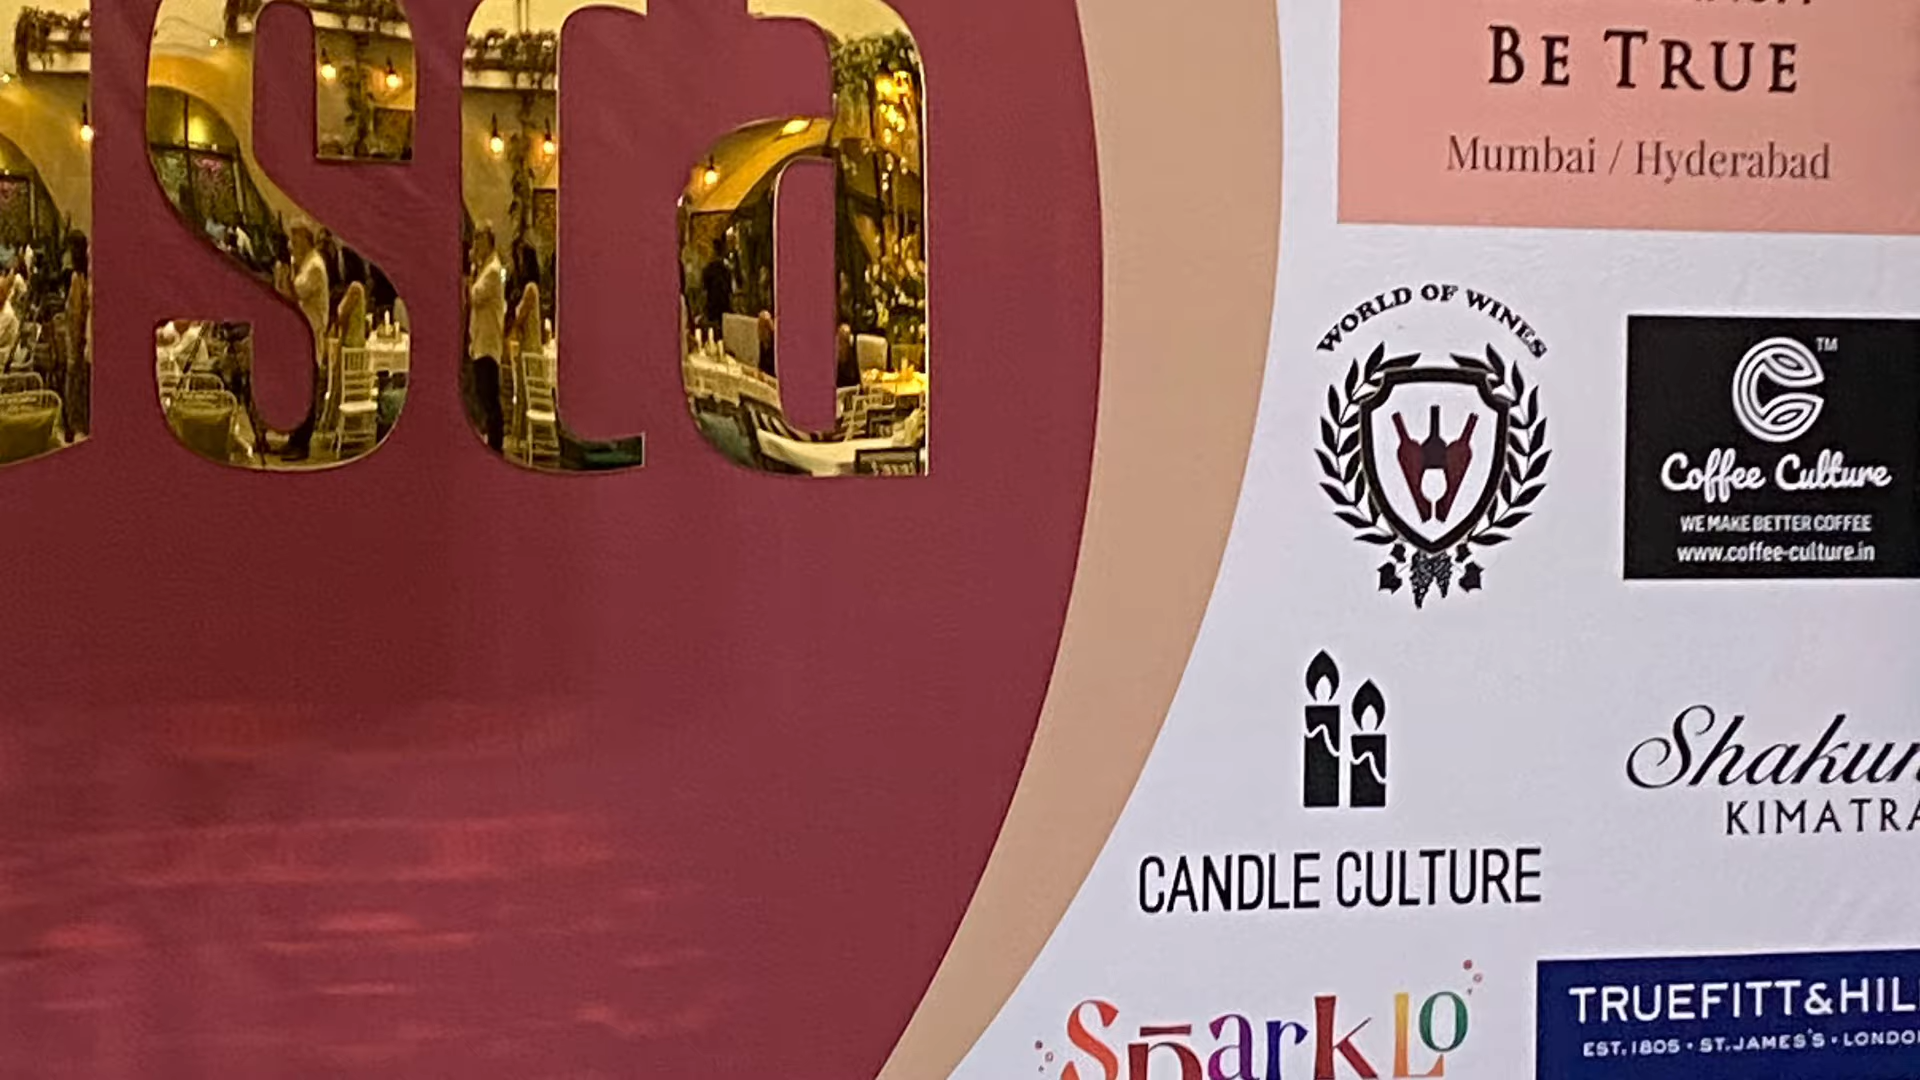 sta
BE TRUE
Mumbai / Hyderabad
WORLD OF WINES
TM
Coffee Culture
WE MAKE BETTER COFFEE
www.coffee-culture.in
CANDLE CULTURE
Shakun
KIMATRA
Sparklo
TRUEFITT&HIL
EST. 1805 · ST. JAMES'S · LONDO